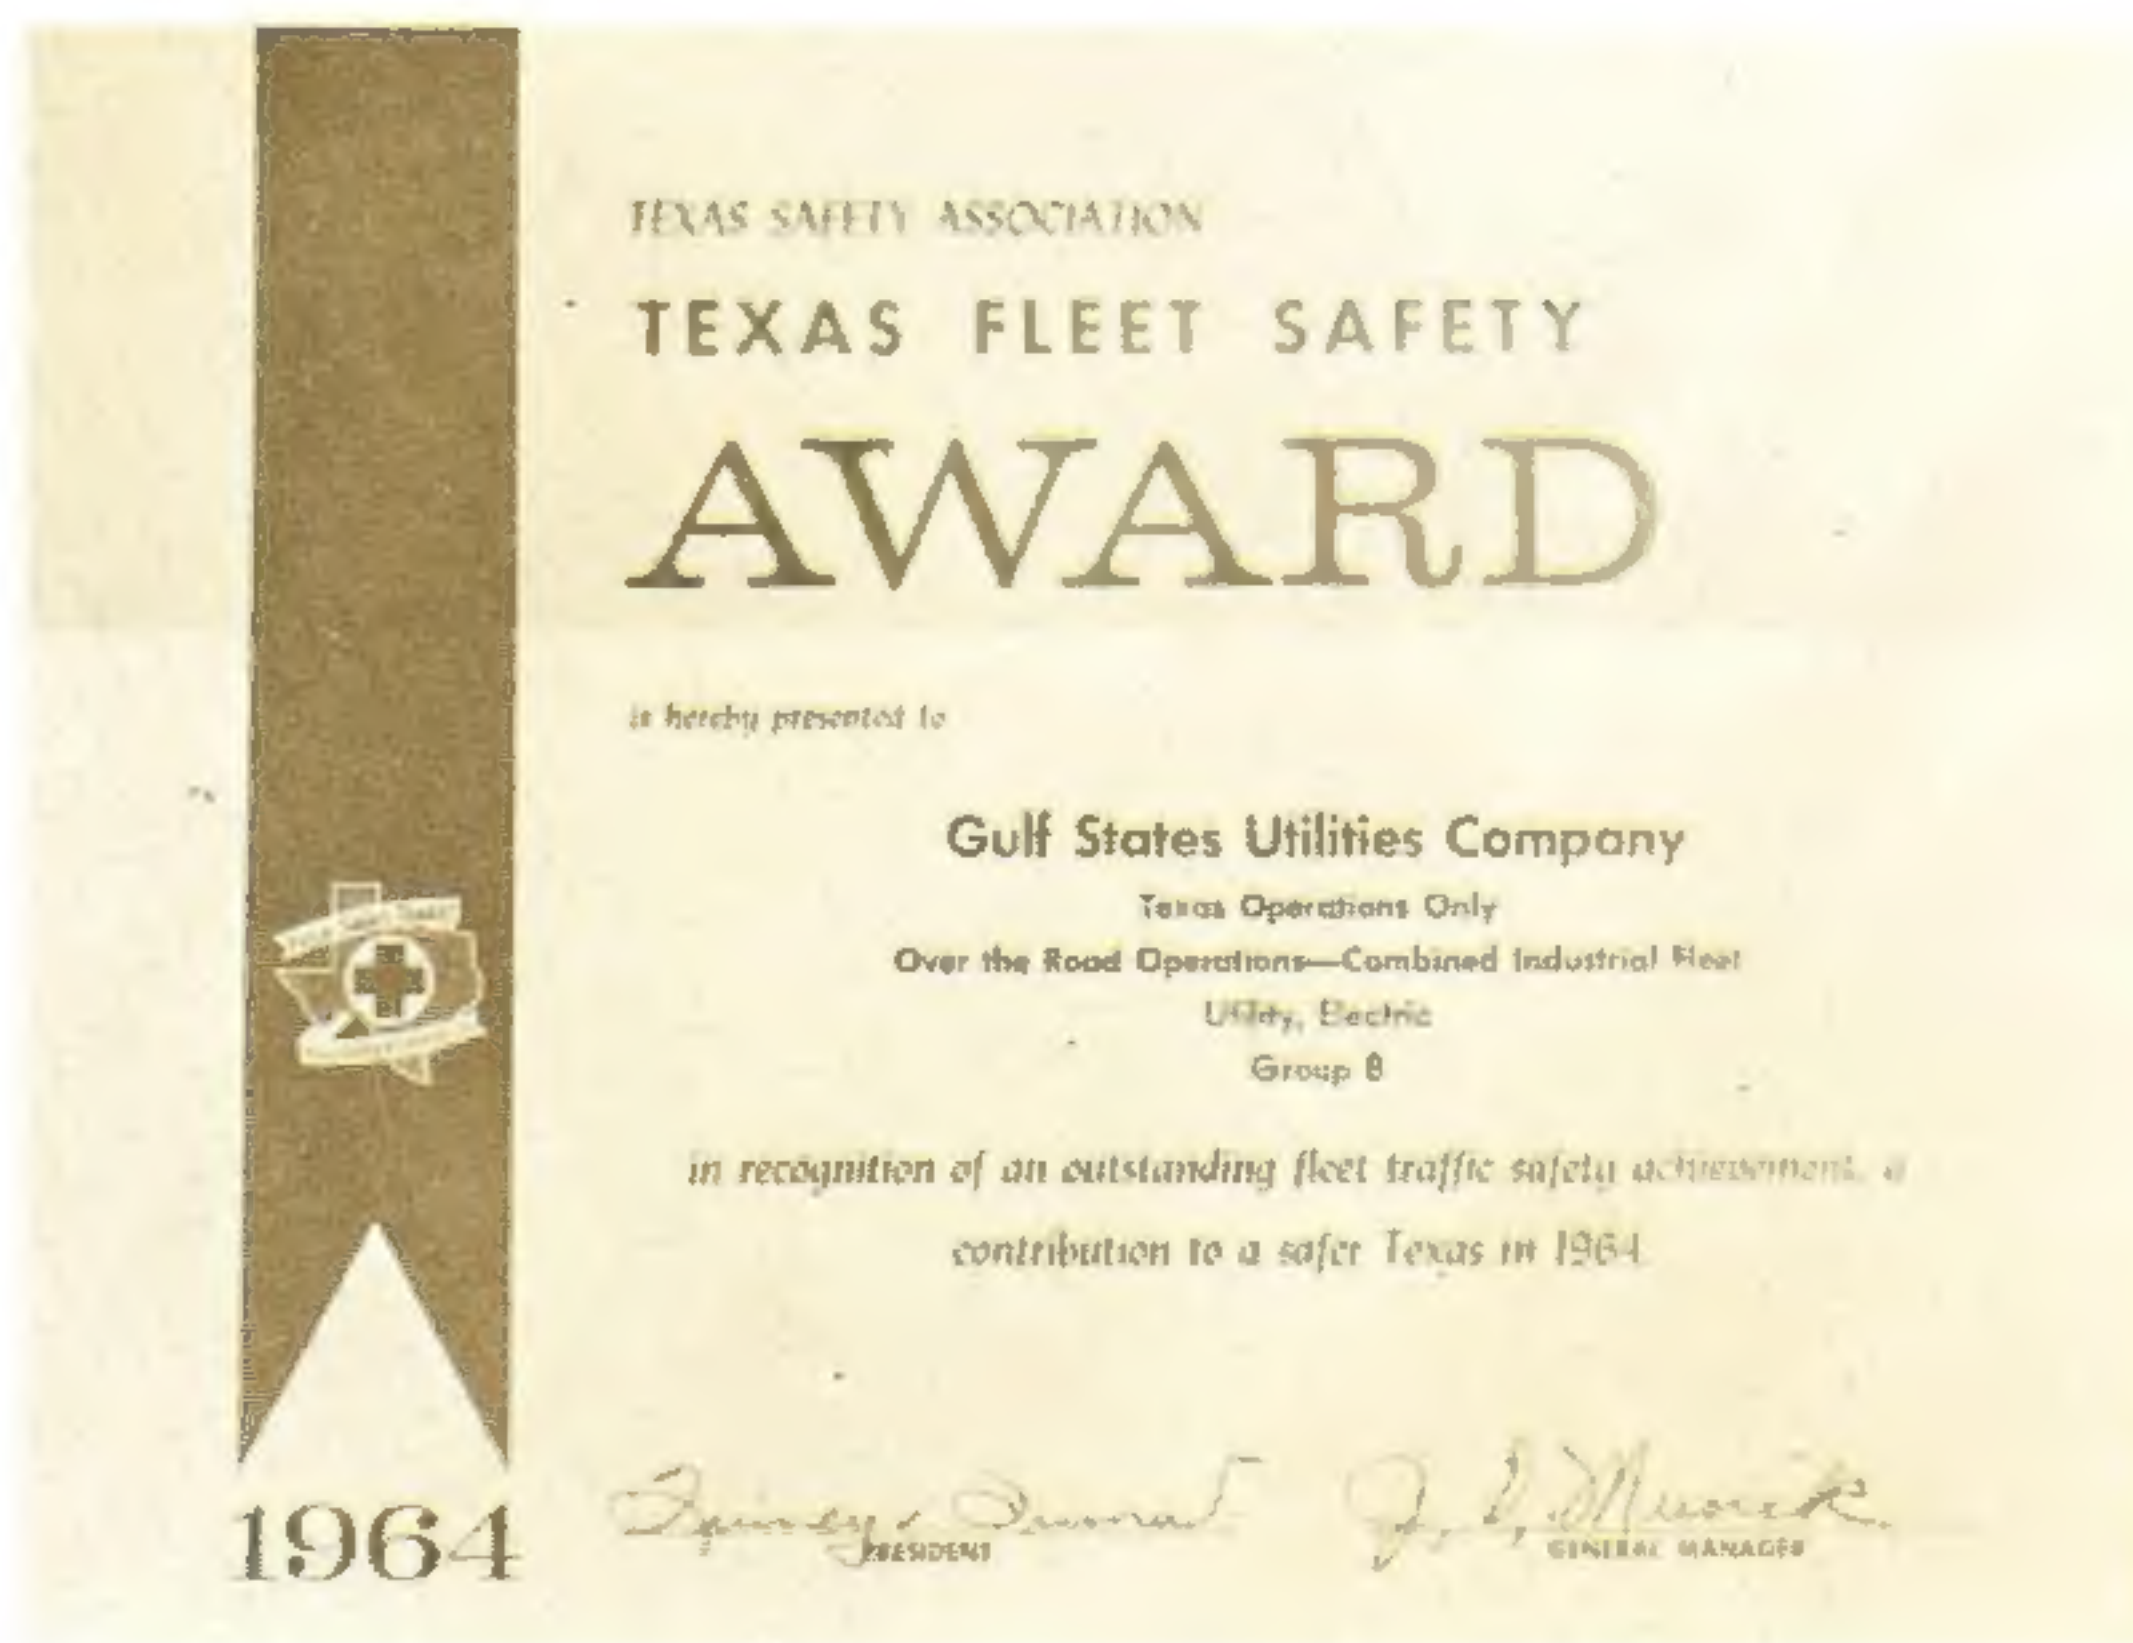 TEXAS SAFETY ASSOCIATION
TEXAS FLEET SAFETY
AWARD
is hereby presented to
Gulf States Utilities Company
Texas Operations Only
Over the Road Operations—Combined Industrial Fleet
Utility, Electric
Group B
in recognition of an outstanding fleet traffic safety achievement, a
contribution to a safer Texas in 1964
J. O. Musick
PRESIDENT
GENERAL MANAGER
1964